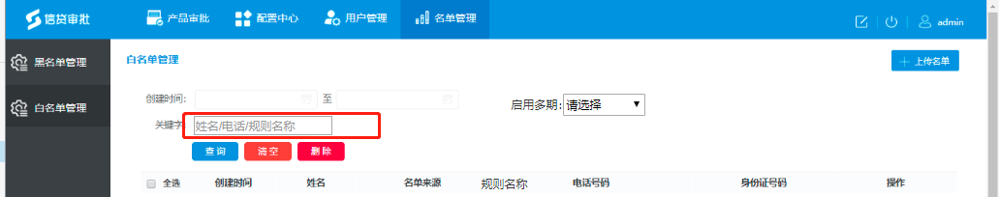 信贷审批 产品审批 配置中心 用户管理 名单管理 admin
黑名单管理
白名单管理
白名单管理 上传名单
创建时间: 至 启用多期: 请选择
关键字: 姓名/电话/规则名称
查询 清空 删除
全选 创建时间 姓名 名单来源 规则名称 电话号码 身份证号码 操作